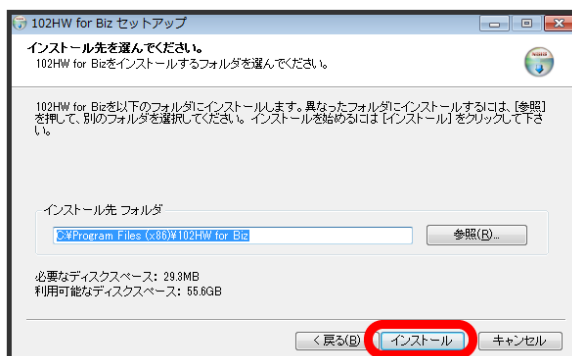 102HW for Biz セットアップ
インストール先を選んでください。
102HW for Bizをインストールするフォルダを選んでください。
102HW for Bizを以下のフォルダにインストールします。異なったフォルダにインストールするには、[参照]
を押して、別のフォルダを選択してください。 インストールを始めるには [インストール] をクリックして下さ
い。
インストール先 フォルダ
C:¥Program Files (x86)¥102HW for Biz
参照(R)...
必要なディスクスペース: 29.3MB
利用可能なディスクスペース: 55.6GB
< 戻る(B)
インストール
キャンセル